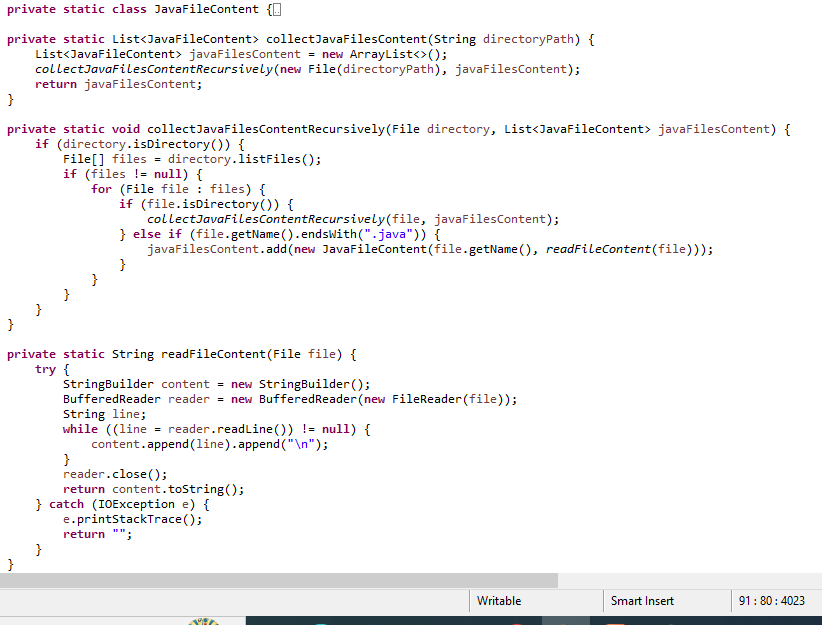 private static class JavaFileContent {

private static List<JavaFileContent> collectJavaFilesContent(String directoryPath) {
    List<JavaFileContent> javaFilesContent = new ArrayList<>();
    collectJavaFilesContentRecursively(new File(directoryPath), javaFilesContent);
    return javaFilesContent;
}

private static void collectJavaFilesContentRecursively(File directory, List<JavaFileContent> javaFilesContent) {
    if (directory.isDirectory()) {
        File[] files = directory.listFiles();
        if (files != null) {
            for (File file : files) {
                if (file.isDirectory()) {
                    collectJavaFilesContentRecursively(file, javaFilesContent);
                } else if (file.getName().endsWith(".java")) {
                    javaFilesContent.add(new JavaFileContent(file.getName(), readFileContent(file)));
                }
            }
        }
    }
}

private static String readFileContent(File file) {
    try {
        StringBuilder content = new StringBuilder();
        BufferedReader reader = new BufferedReader(new FileReader(file));
        String line;
        while ((line = reader.readLine()) != null) {
            content.append(line).append("\n");
        }
        reader.close();
        return content.toString();
    } catch (IOException e) {
        e.printStackTrace();
        return "";
    }
}
Writable Smart Insert 91 : 80 : 4023